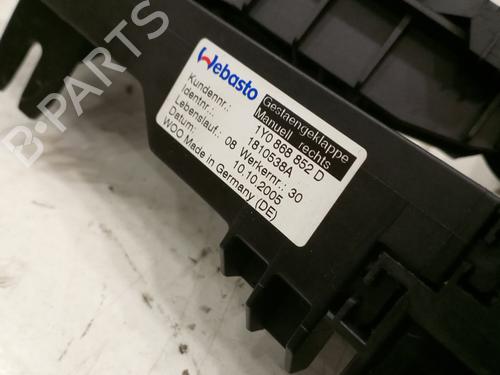 Webasto
Gestaengeklappe
Manuell rechts
Kundennr.: 1Y0 868 852 D
Identnr.: 1810538A
Lebenslauf.: 08 Werkernr.: 30
Datum: 10.10.2005
WOO Made in Germany (DE)
B-PARTS